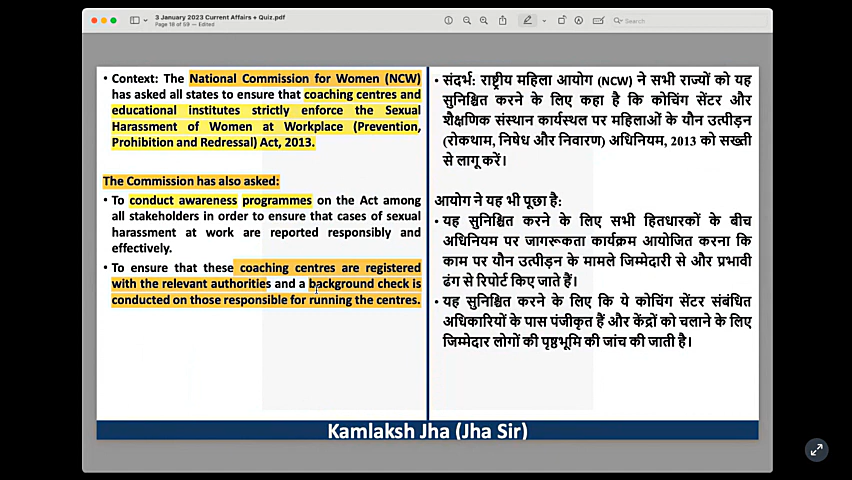 3 January 2023 Current Affairs + Quiz.pdf
Page 18 of 59 — Edited
Search
• Context: The National Commission for Women (NCW)
has asked all states to ensure that coaching centres and
educational institutes strictly enforce the Sexual
Harassment of Women at Workplace (Prevention,
Prohibition and Redressal) Act, 2013.
The Commission has also asked:
• To conduct awareness programmes on the Act among
all stakeholders in order to ensure that cases of sexual
harassment at work are reported responsibly and
effectively.
• To ensure that these coaching centres are registered
with the relevant authorities and a background check is
conducted on those responsible for running the centres.
• संदर्भ: राष्ट्रीय महिला आयोग (NCW) ने सभी राज्यों को यह
सुनिश्चित करने के लिए कहा है कि कोचिंग सेंटर और
शैक्षणिक संस्थान कार्यस्थल पर महिलाओं के यौन उत्पीड़न
(रोकथाम, निषेध और निवारण) अधिनियम, 2013 को सख्ती
से लागू करें।
आयोग ने यह भी पूछा है:
• यह सुनिश्चित करने के लिए सभी हितधारकों के बीच
अधिनियम पर जागरूकता कार्यक्रम आयोजित करना कि
काम पर यौन उत्पीड़न के मामले जिम्मेदारी से और प्रभावी
ढंग से रिपोर्ट किए जाते हैं।
• यह सुनिश्चित करने के लिए कि ये कोचिंग सेंटर संबंधित
अधिकारियों के पास पंजीकृत हैं और केंद्रों को चलाने के लिए
जिम्मेदार लोगों की पृष्ठभूमि की जांच की जाती है।
Kamlaksh Jha (Jha Sir)